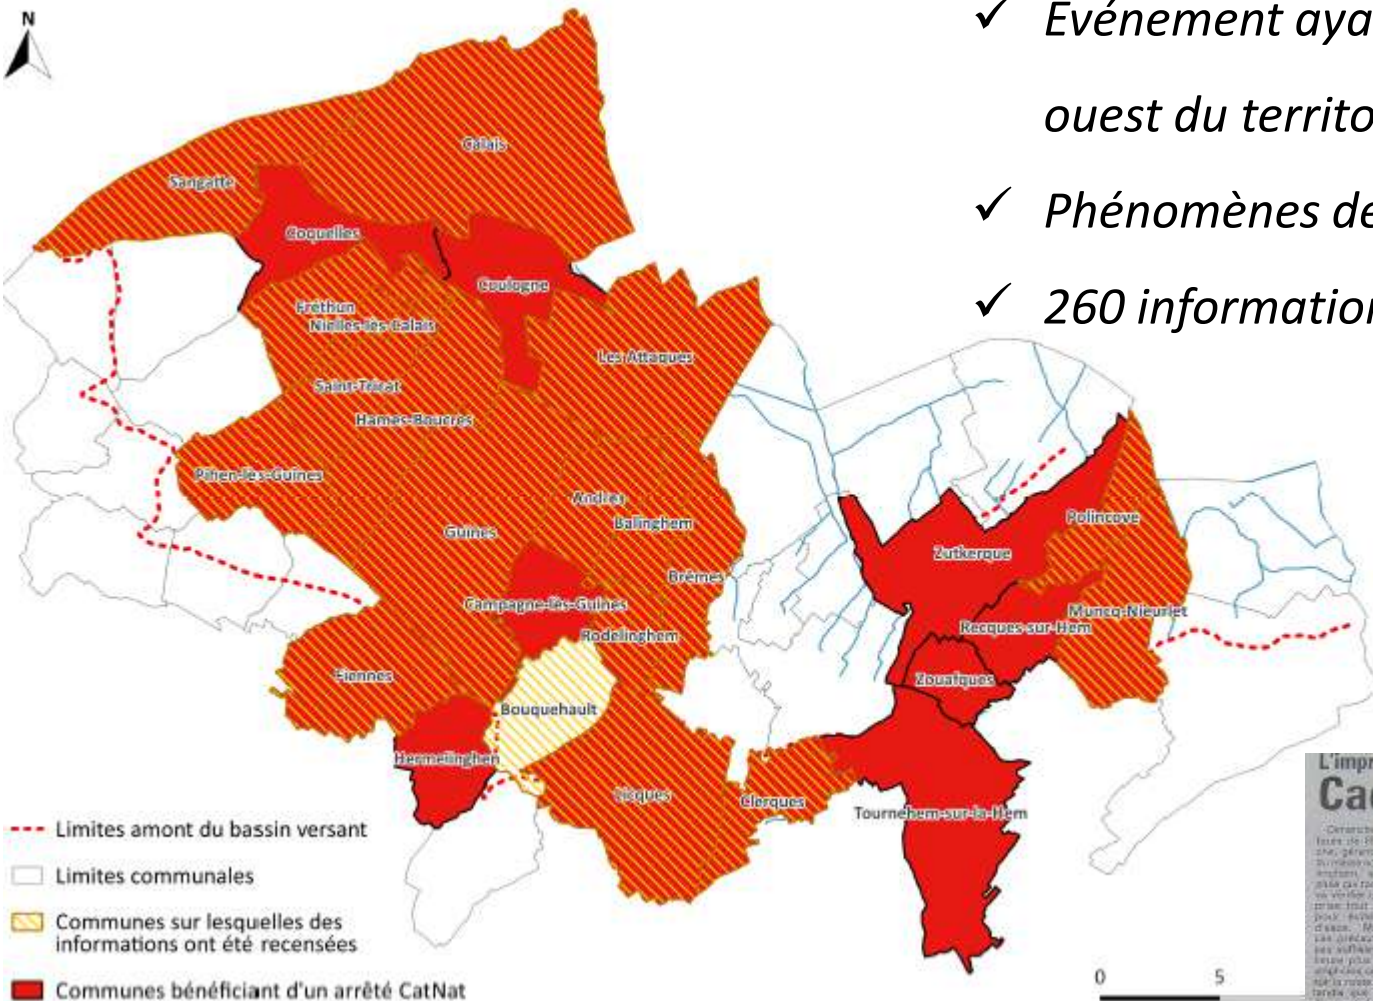 N
✓ Evénement aya
ouest du territo
✓ Phénomènes de
✓ 260 information
Calais
Sangatte
Coquelles
Coulogne
Fréthun
Nielles-lès-Calais
Les Attaques
Saint-Tricat
Hames-Boucres
Pihen-lès-Guînes
Andres
Balinghem
Guînes
Polincove
Zutkerque
Brêmes
Campagne-lès-Guînes
Muncq-Nieurlet
Recques-sur-Hem
Rodelinghem
Fiennes
Zouafques
Bouquehault
Hermelinghen
Licques
Clerques
Tournehem-sur-la-Hem
Limites amont du bassin versant
Limites communales
Communes sur lesquelles des
informations ont été recensées
Communes bénéficiant d'un arrêté CatNat
0 5
L'impr
Ca